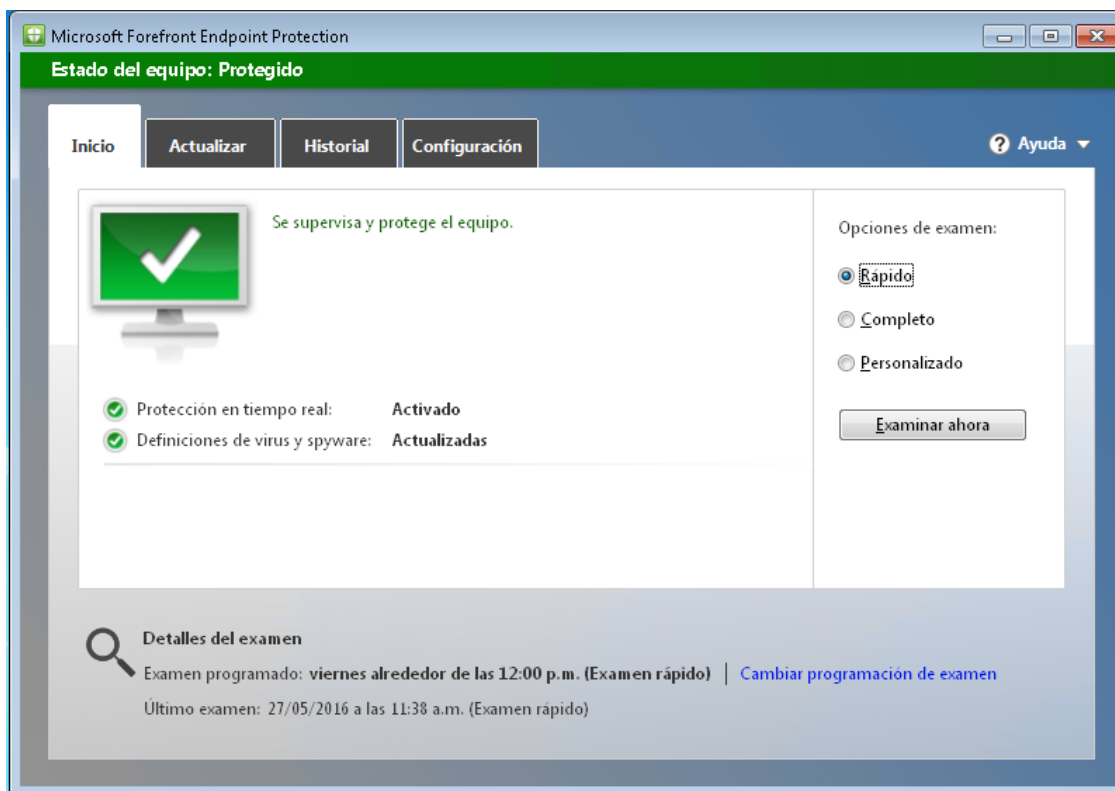 Microsoft Forefront Endpoint Protection
Estado del equipo: Protegido
Inicio Actualizar Historial Configuración ? Ayuda
Se supervisa y protege el equipo.
Opciones de examen:
Rápido
Completo
Personalizado
Examinar ahora
Protección en tiempo real: Activado
Definiciones de virus y spyware: Actualizadas
Detalles del examen
Examen programado: viernes alrededor de las 12:00 p.m. (Examen rápido) | Cambiar programación de examen
Último examen: 27/05/2016 a las 11:38 a.m. (Examen rápido)